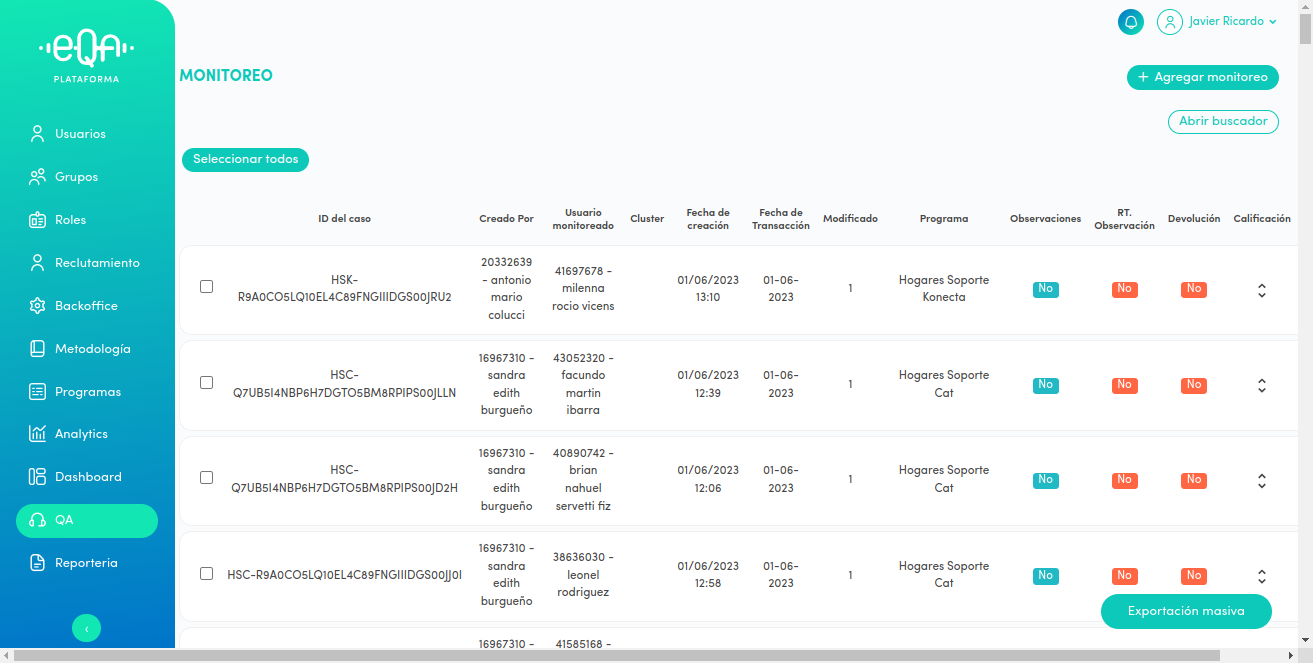 eQA
PLATAFORMA
Javier Ricardo
MONITOREO
+ Agregar monitoreo
Abrir buscador
Seleccionar todos
Usuarios
Grupos
Roles
Reclutamiento
Backoffice
Metodología
Programas
Analytics
Dashboard
QA
Reporteria
ID del caso
Creado Por
Usuario
monitoreado
Cluster
Fecha de
creación
Fecha de
Transacción
Modificado
Programa
Observaciones
RT.
Observación
Devolución
Calificación
HSK-
R9A0CO5LQ10EL4C89FNGIIIDGS00JRU2
20332639
- antonio
mario
colucci
41697678 -
milenna
rocio vicens
01/06/2023
13:10
01-06-
2023
1
Hogares Soporte
Konecta
No
No
No
HSC-
Q7UB5I4NBP6H7DGTO5BM8RPIPS00JLLN
16967310 -
sandra
edith
burgueño
43052320 -
facundo
martin
ibarra
01/06/2023
12:39
01-06-
2023
1
Hogares Soporte
Cat
No
No
No
HSC-
Q7UB5I4NBP6H7DGTO5BM8RPIPS00JD2H
16967310 -
sandra
edith
burgueño
40890742 -
brian
nahuel
servetti fiz
01/06/2023
12:06
01-06-
2023
1
Hogares Soporte
Cat
No
No
No
HSC-R9A0CO5LQ10EL4C89FNGIIIDGS00JJ0I
16967310 -
sandra
edith
burgueño
38636030 -
leonel
rodriguez
01/06/2023
12:58
01-06-
2023
1
Hogares Soporte
Cat
No
No
No
Exportación masiva
16967310 -
41585168 -